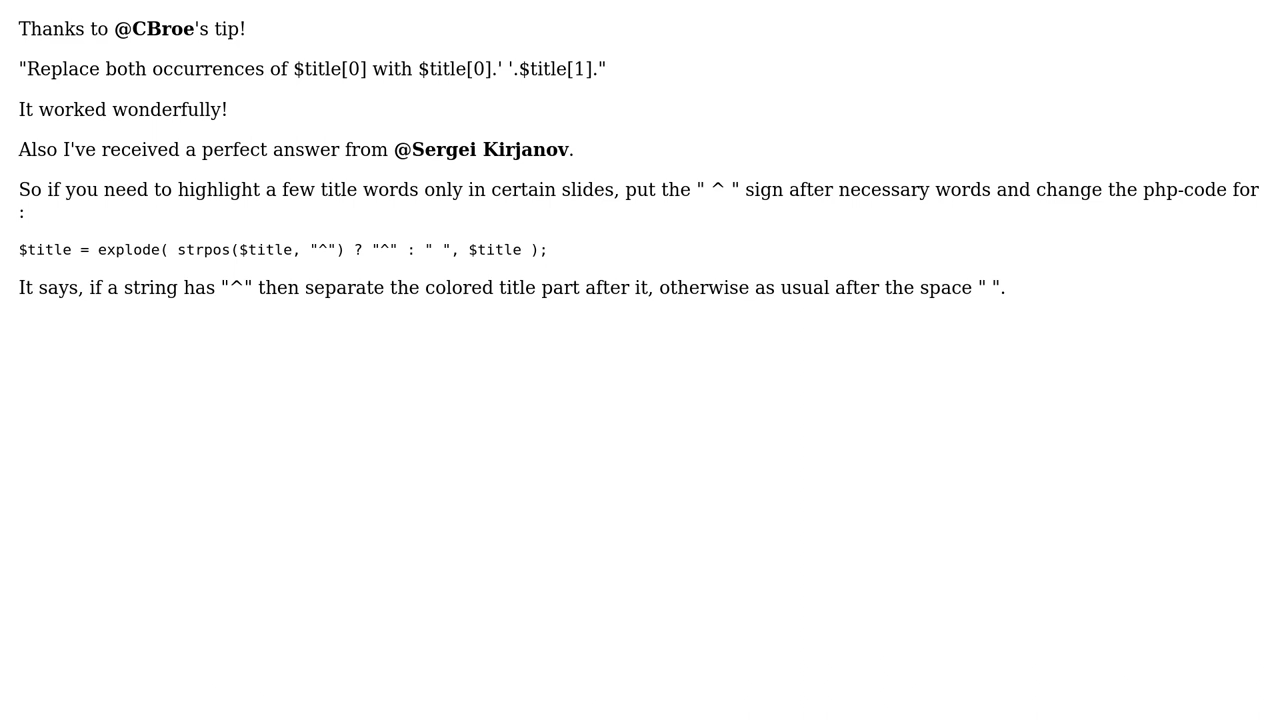 Thanks to @CBroe's tip!
"Replace both occurrences of $title[0] with $title[0].' '.$title[1]."
It worked wonderfully!
Also I've received a perfect answer from @Sergei Kirjanov.
So if you need to highlight a few title words only in certain slides, put the " ^ " sign after necessary words and change the php-code for
:
$title = explode( strpos($title, "^") ? "^" : " ", $title );
It says, if a string has "^" then separate the colored title part after it, otherwise as usual after the space " ".